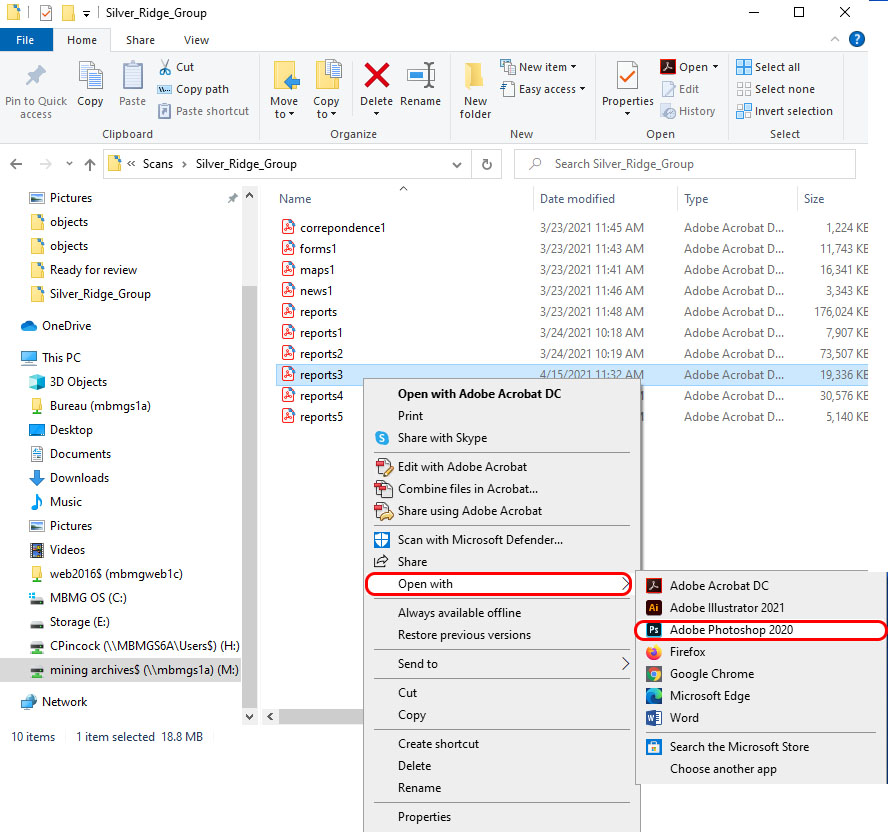 Silver_Ridge_Group
File Home Share View
Pin to Quick access
Copy
Paste
Cut
Copy path
Paste shortcut
Clipboard
Move to
Copy to
Delete
Rename
Organize
New folder
New item
Easy access
New
Properties
Open
Edit
History
Open
Select all
Select none
Invert selection
Select
« Scans › Silver_Ridge_Group
Search Silver_Ridge_Group
Pictures
objects
objects
Ready for review
Silver_Ridge_Group
OneDrive
This PC
3D Objects
Bureau (mbmgs1a)
Desktop
Documents
Downloads
Music
Pictures
Videos
web2016$ (mbmgweb1c)
MBMG OS (C:)
Storage (E:)
CPincock (\\MBMGS6A\Users$) (H:)
mining archives$ (\\mbmgs1a) (M:)
Network
Name Date modified Type Size
correpondence1 3/23/2021 11:45 AM Adobe Acrobat D... 1,224 KB
forms1 3/23/2021 11:43 AM Adobe Acrobat D... 11,743 KB
maps1 3/23/2021 11:41 AM Adobe Acrobat D... 16,341 KB
news1 3/23/2021 11:46 AM Adobe Acrobat D... 3,343 KB
reports 3/23/2021 11:48 AM Adobe Acrobat D... 176,024 KB
reports1 3/24/2021 10:18 AM Adobe Acrobat D... 7,907 KB
reports2 3/24/2021 10:19 AM Adobe Acrobat D... 73,507 KB
reports3 4/15/2021 11:32 AM Adobe Acrobat D... 19,336 KB
reports4 Adobe Acrobat D... 30,576 KB
reports5 Adobe Acrobat D... 5,140 KB
Open with Adobe Acrobat DC
Print
Share with Skype
Edit with Adobe Acrobat
Combine files in Acrobat...
Share using Adobe Acrobat
Scan with Microsoft Defender...
Share
Open with
Always available offline
Restore previous versions
Send to
Cut
Copy
Create shortcut
Delete
Rename
Properties
Adobe Acrobat DC
Ai Adobe Illustrator 2021
Ps Adobe Photoshop 2020
Firefox
Google Chrome
Microsoft Edge
Word
Search the Microsoft Store
Choose another app
10 items 1 item selected 18.8 MB